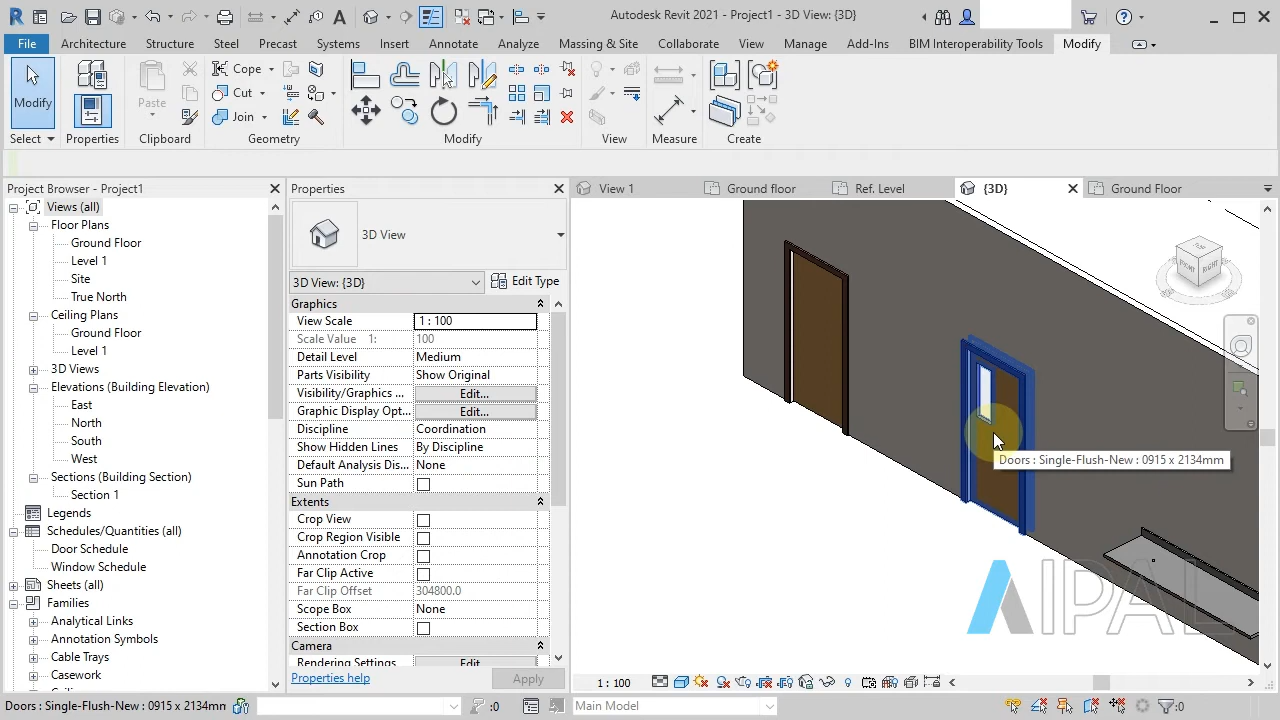 Autodesk Revit 2021 - Project1 - 3D View: {3D}
File Architecture Structure Steel Precast Systems Insert Annotate Analyze Massing & Site Collaborate View Manage Add-Ins BIM Interoperability Tools Modify
Modify
Select
Properties
Paste
Clipboard
Cope
Cut
Join
Geometry
Modify
View
Measure
Create
Project Browser - Project1
Views (all)
Floor Plans
Ground Floor
Level 1
Site
True North
Ceiling Plans
Ground Floor
Level 1
3D Views
Elevations (Building Elevation)
East
North
South
West
Sections (Building Section)
Section 1
Legends
Schedules/Quantities (all)
Door Schedule
Window Schedule
Sheets (all)
Families
Analytical Links
Annotation Symbols
Cable Trays
Casework
Properties
3D View
3D View: {3D}
Edit Type
Graphics
View Scale 1 : 100
Scale Value 1: 100
Detail Level Medium
Parts Visibility Show Original
Visibility/Graphics ... Edit...
Graphic Display Opt... Edit...
Discipline Coordination
Show Hidden Lines By Discipline
Default Analysis Dis... None
Sun Path
Extents
Crop View
Crop Region Visible
Annotation Crop
Far Clip Active
Far Clip Offset 304800.0
Scope Box None
Section Box
Camera
Rendering Settings Edit
Properties help
Apply
View 1
Ground floor
Ref. Level
{3D}
Ground Floor
FRONT
RIGHT
Doors : Single-Flush-New : 0915 x 2134mm
AIPAL
1 : 100
Doors : Single-Flush-New : 0915 x 2134mm
:0
Main Model
:0